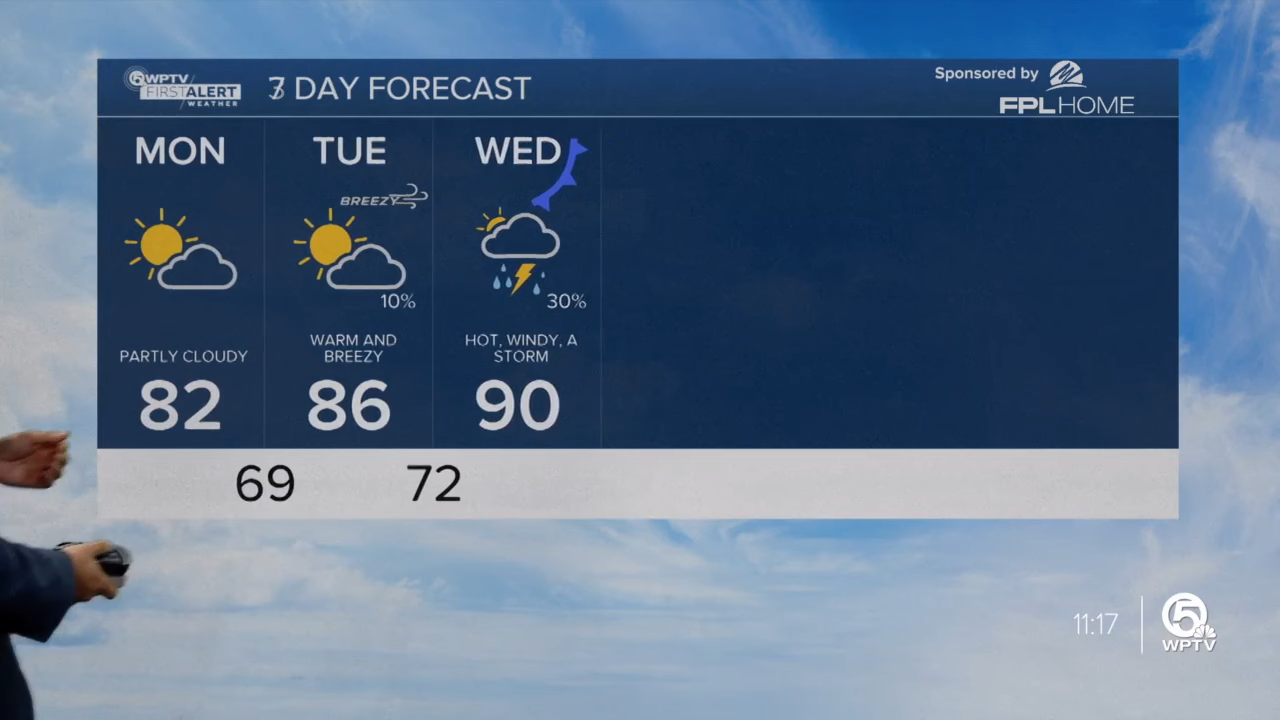 5 WPTV
FIRST ALERT
WEATHER
DAY FORECAST
Sponsored by
FPL HOME
MON
TUE
WED
BREEZY
10%
30%
PARTLY CLOUDY
WARM AND
BREEZY
HOT, WINDY, A
STORM
82
86
90
69
72
11:17
5
WPTV